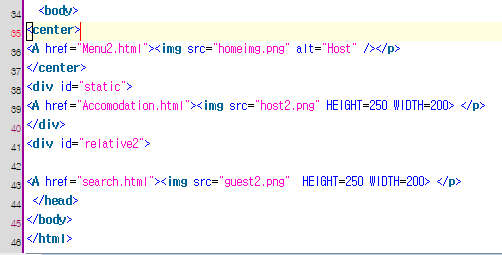 34 <body>
35 <center>
36 <A href="Menu2.html"><img src="homeimg.png" alt="Host" /></p>
37 </center>
38 <div id="static">
39 <A href="Accomodation.html"><img src="host2.png" HEIGHT=250 WIDTH=200> </p>
40 </div>
41 <div id="relative2">
42
43 <A href="search.html"><img src="guest2.png" HEIGHT=250 WIDTH=200> </p>
44 </head>
45 </body>
46 </html>